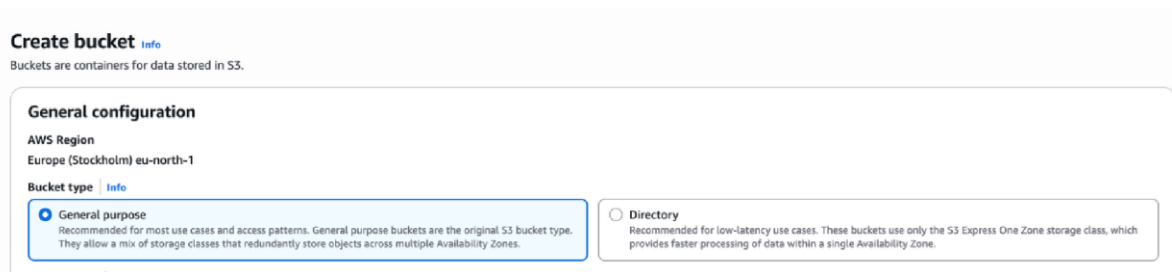 Create bucket Info
Buckets are containers for data stored in S3.
General configuration
AWS Region
Europe (Stockholm) eu-north-1
Bucket type Info
General purpose
Recommended for most use cases and access patterns. General purpose buckets are the original S3 bucket type.
They allow a mix of storage classes that redundantly store objects across multiple Availability Zones.
Directory
Recommended for low-latency use cases. These buckets use only the S3 Express One Zone storage class, which
provides faster processing of data within a single Availability Zone.